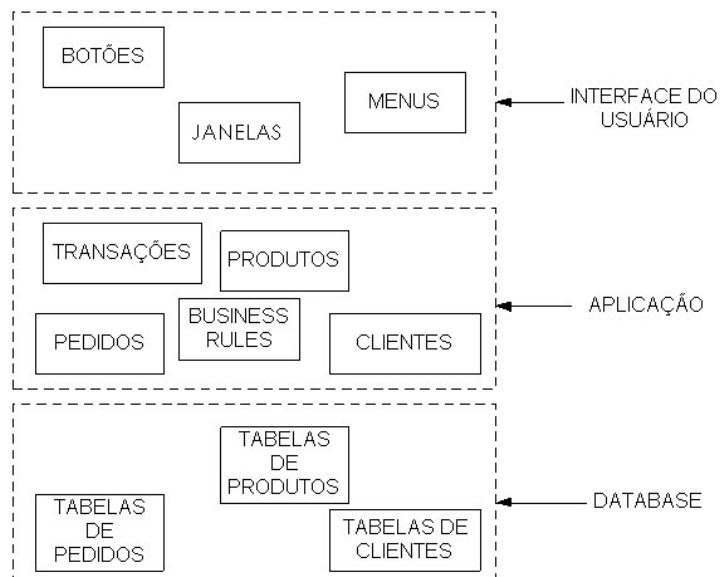 BOTÕES
MENUS
JANELAS
INTERFACE DO
USUÁRIO
TRANSAÇÕES
PRODUTOS
PEDIDOS
BUSINESS
RULES
CLIENTES
APLICAÇÃO
TABELAS
DE
PRODUTOS
TABELAS
DE
PEDIDOS
TABELAS DE
CLIENTES
DATABASE